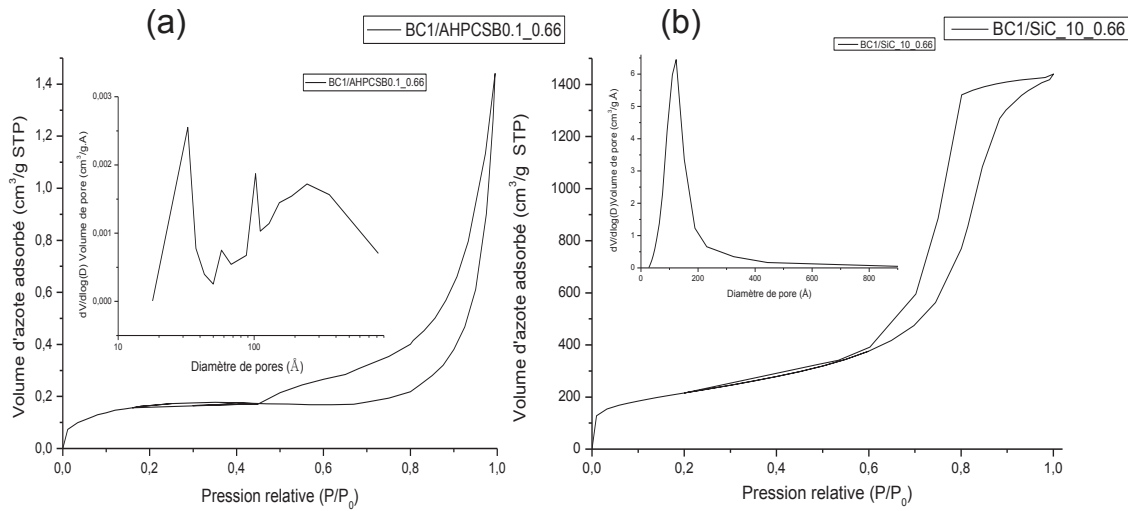 (a)
BC1/AHPCSB0.1_0.66
BC1/AHPCSB0.1_0.66
Volume d'azote adsorbé (cm³/g STP)
1,4
1,2
1,0
0,8
0,6
0,4
0,2
0,0
0,0 0,2 0,4 0,6 0,8 1,0
Pression relative (P/P₀)
dV/dlog(D) Volume de pore (cm³/g.A)
0,003
0,002
0,001
0,000
10 100
Diamètre de pores (Å)
(b)
BC1/SiC_10_0.66
BC1/SiC_10_0.66
Volume d'azote adsorbé (cm³/g STP)
1400
1200
1000
800
600
400
200
0
0,0 0,2 0,4 0,6 0,8 1,0
Pression relative (P/P₀)
dV/dlog(D)Volume de pore (cm³/g.Å)
6
5
4
3
2
1
0
0 200 400 600 800
Diamètre de pore (Å)